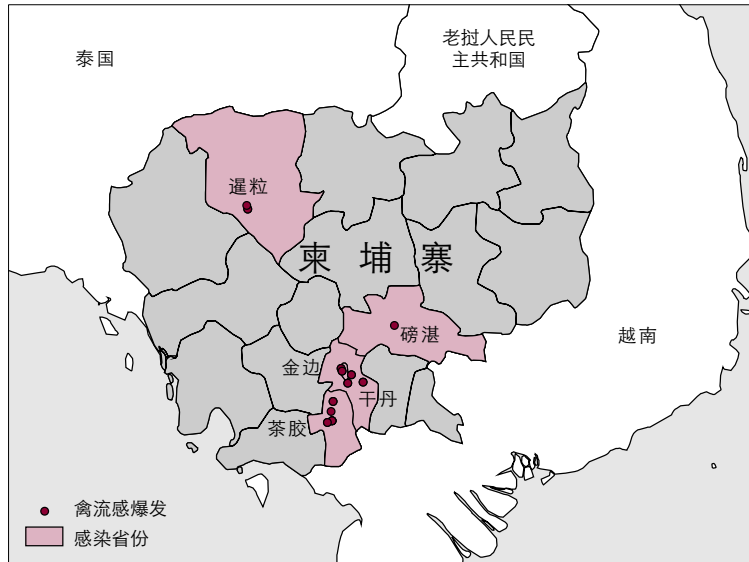 泰国
老挝人民民
主共和国
暹粒
柬埔寨
磅湛
越南
金边
干丹
茶胶
禽流感爆发
感染省份